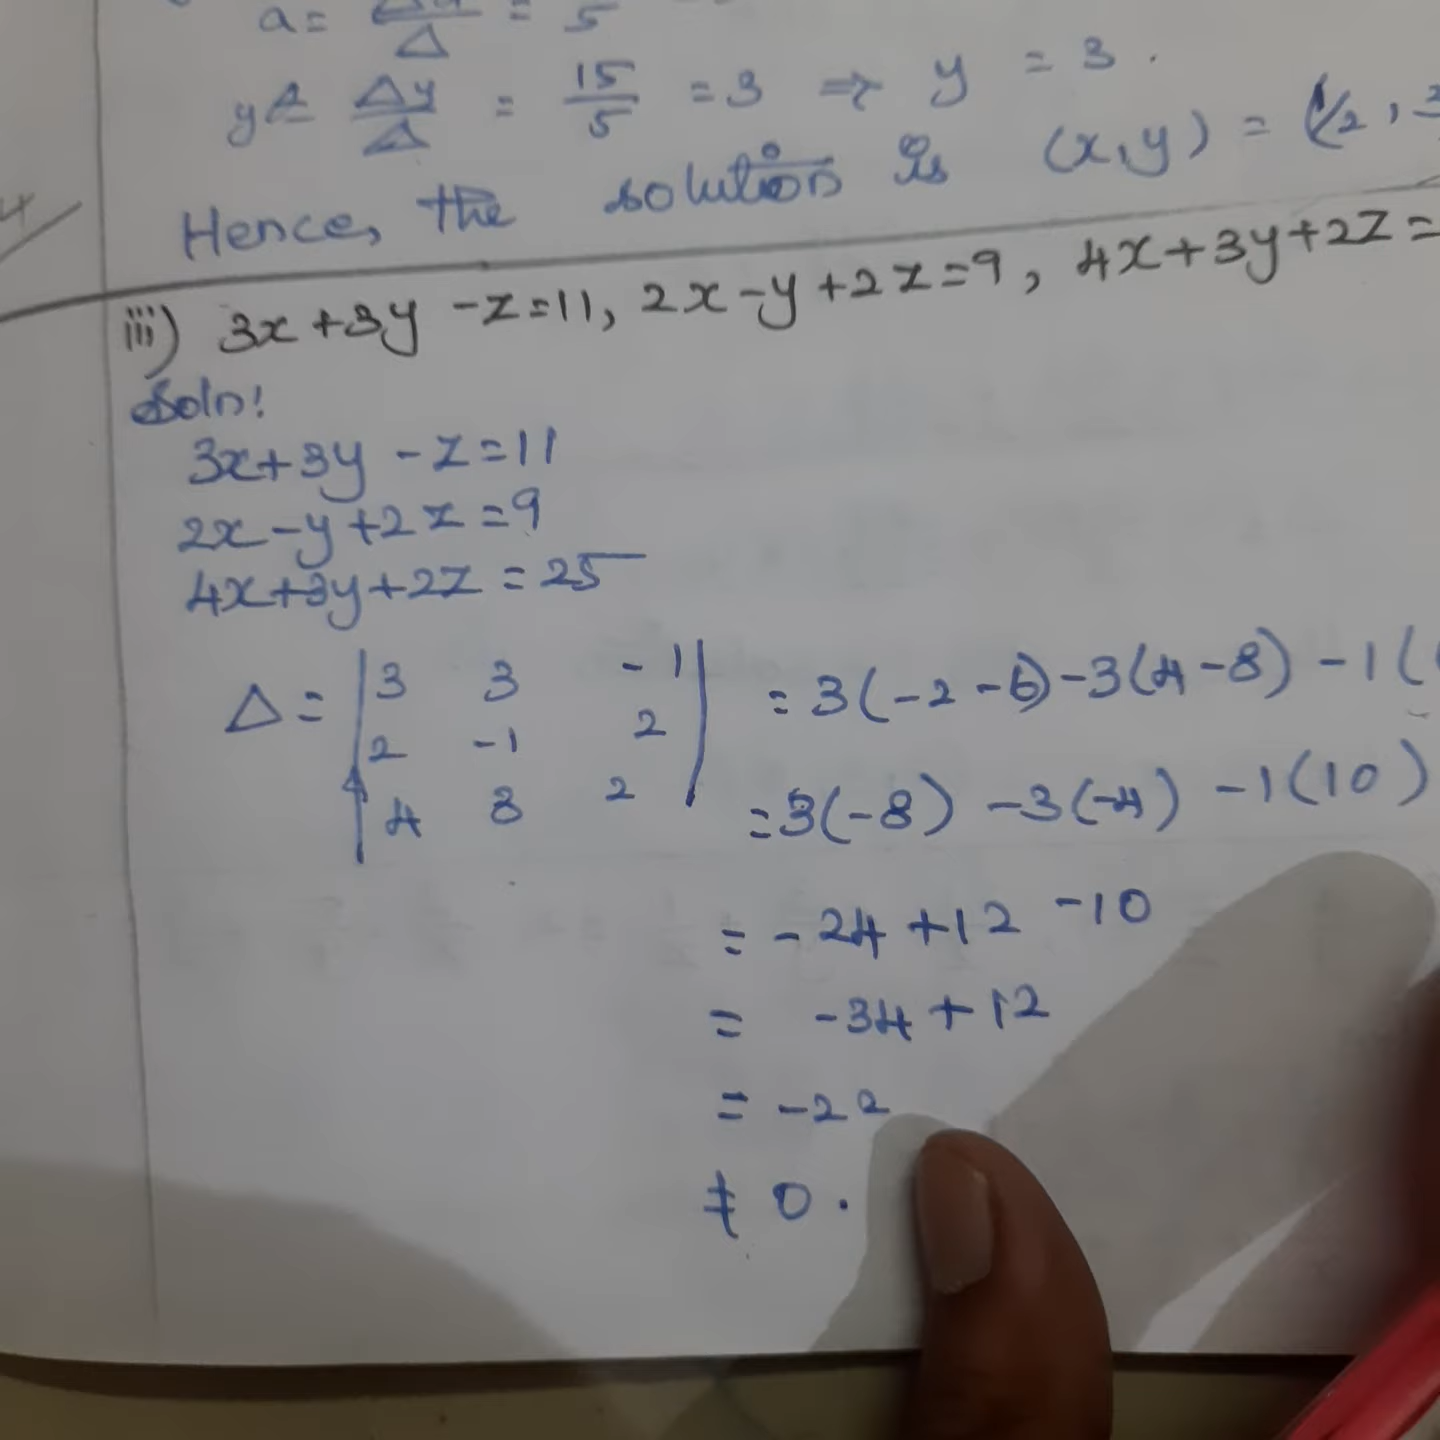 = 5
y = Δy/Δ = 15/5 = 3 ⇒ y = 3.
Hence, the solution is (x,y) = (1/2,
iii) 3x+3y-z=11, 2x-y+2z=9, 4x+3y+2z=
Soln:
3x+3y-z=11
2x-y+2z=9
4x+3y+2z=25
Δ = | 3 3 -1 | = 3(-2-6)-3(4-8)-1(
2 -1 2
4 3 2 =3(-8) -3(-4) -1(10)
= -24+12-10
= -34+12
= -22
≠ 0.